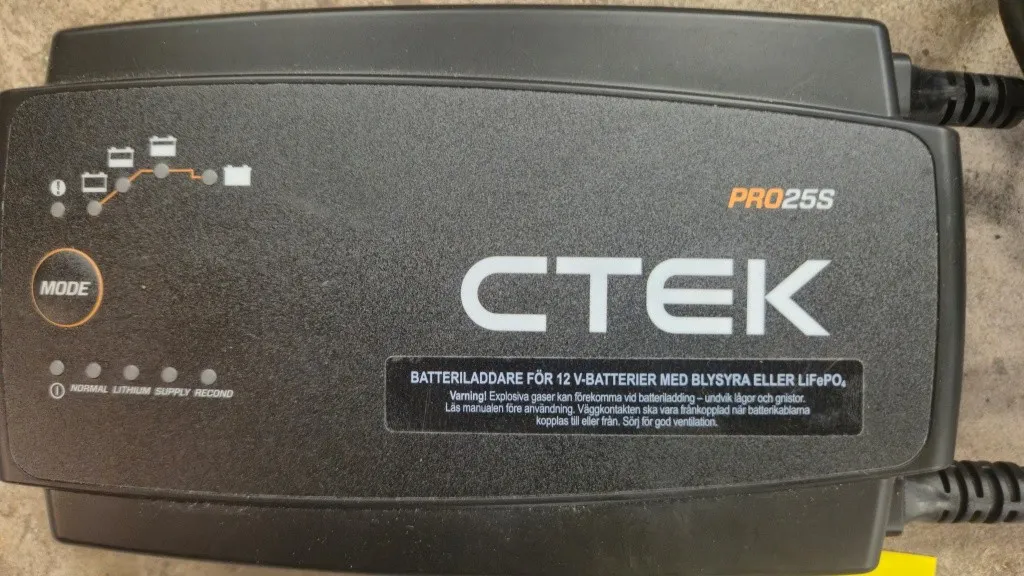 PRO25S
MODE
CTEK
NORMAL LITHIUM SUPPLY RECOND
BATTERILADDARE FÖR 12 V-BATTERIER MED BLYSYRA ELLER LiFePO₄
Varning! Explosiva gaser kan förekomma vid batteriladdning – undvik lågor och gnistor.
Läs manualen före användning. Väggkontakten ska vara frånkopplad när batterikablarna
kopplas till eller från. Sörj för god ventilation.